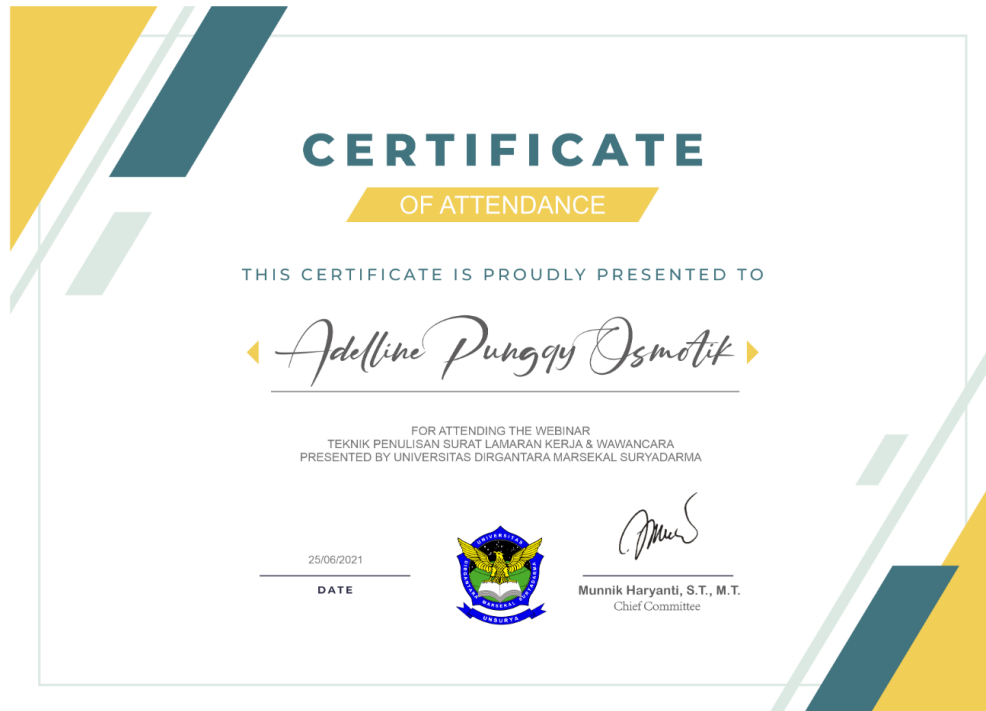 CERTIFICATE
OF ATTENDANCE
THIS CERTIFICATE IS PROUDLY PRESENTED TO
Adelline Punggy Osmotik
FOR ATTENDING THE WEBINAR
TEKNIK PENULISAN SURAT LAMARAN KERJA & WAWANCARA
PRESENTED BY UNIVERSITAS DIRGANTARA MARSEKAL SURYADARMA
25/06/2021
DATE
UNIVERSITAS
DIRGANTARA MARSEKAL SURYADARMA
UNSURYA
Munnik Haryanti, S.T., M.T.
Chief Committee